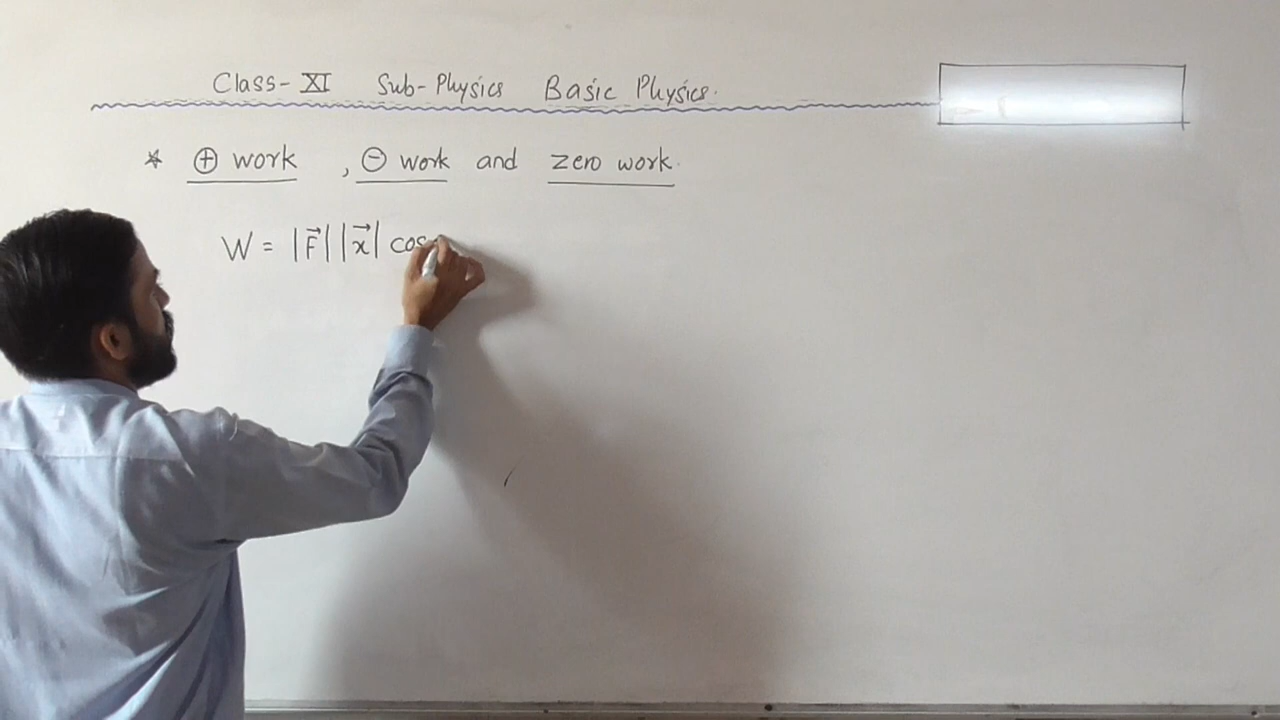 Class-XI Sub-Physics Basic Physics.
* ⊕ work , ⊖ work and zero work.
W = |F⃗| |x⃗| cos